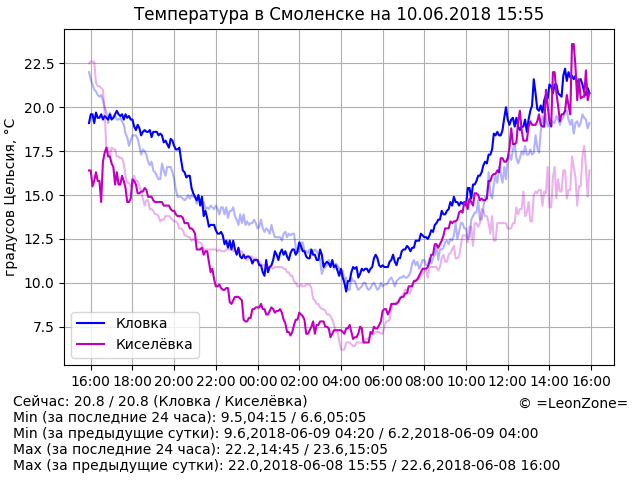 Температура в Смоленске на 10.06.2018 15:55
градусов Цельсия, °C
22.5
20.0
17.5
15.0
12.5
10.0
7.5
Кловка
Киселёвка
16:00 18:00 20:00 22:00 00:00 02:00 04:00 06:00 08:00 10:00 12:00 14:00 16:00
Сейчас: 20.8 / 20.8 (Кловка / Киселёвка)
© =LeonZone=
Min (за последние 24 часа): 9.5,04:15 / 6.6,05:05
Min (за предыдущие сутки): 9.6,2018-06-09 04:20 / 6.2,2018-06-09 04:00
Max (за последние 24 часа): 22.2,14:45 / 23.6,15:05
Max (за предыдущие сутки): 22.0,2018-06-08 15:55 / 22.6,2018-06-08 16:00